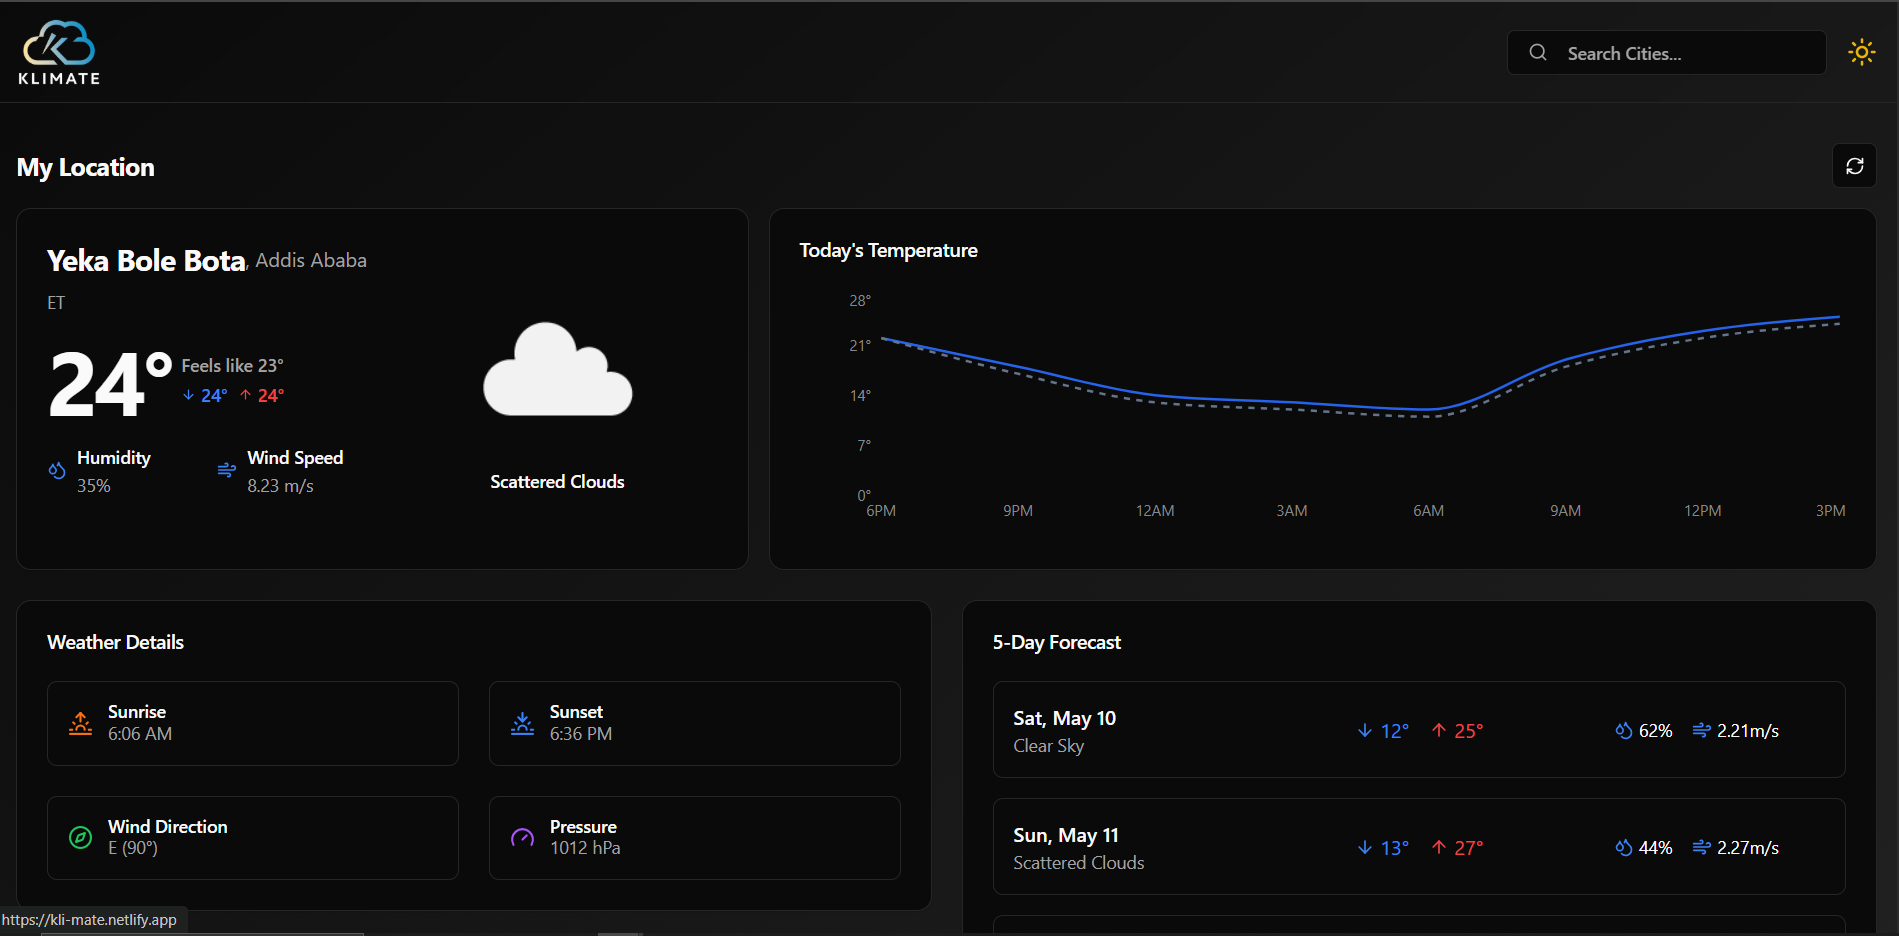 KLIMATE
Search Cities...
My Location
Yeka Bole Bota, Addis Ababa
ET
24°
Feels like 23°
24° 24°
Humidity
35%
Wind Speed
8.23 m/s
Scattered Clouds
Today's Temperature
28°
21°
14°
7°
0°
6PM 9PM 12AM 3AM 6AM 9AM 12PM 3PM
Weather Details
Sunrise
6:06 AM
Sunset
6:36 PM
Wind Direction
E (90°)
Pressure
1012 hPa
5-Day Forecast
Sat, May 10
Clear Sky
12° 25° 62% 2.21m/s
Sun, May 11
Scattered Clouds
13° 27° 44% 2.27m/s
https://kli-mate.netlify.app